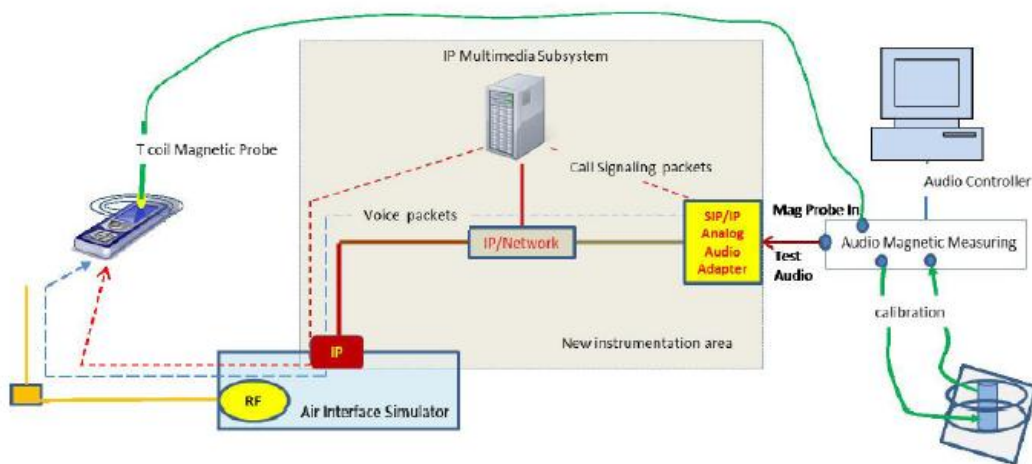 IP Multimedia Subsystem
T coil Magnetic Probe
Call Signaling packets
Audio Controller
Voice packets
Mag Probe In
SIP/IP
Analog
Audio
Adapter
IP/Network
Audio Magnetic Measuring
Test
Audio
calibration
IP
New instrumentation area
RF
Air Interface Simulator